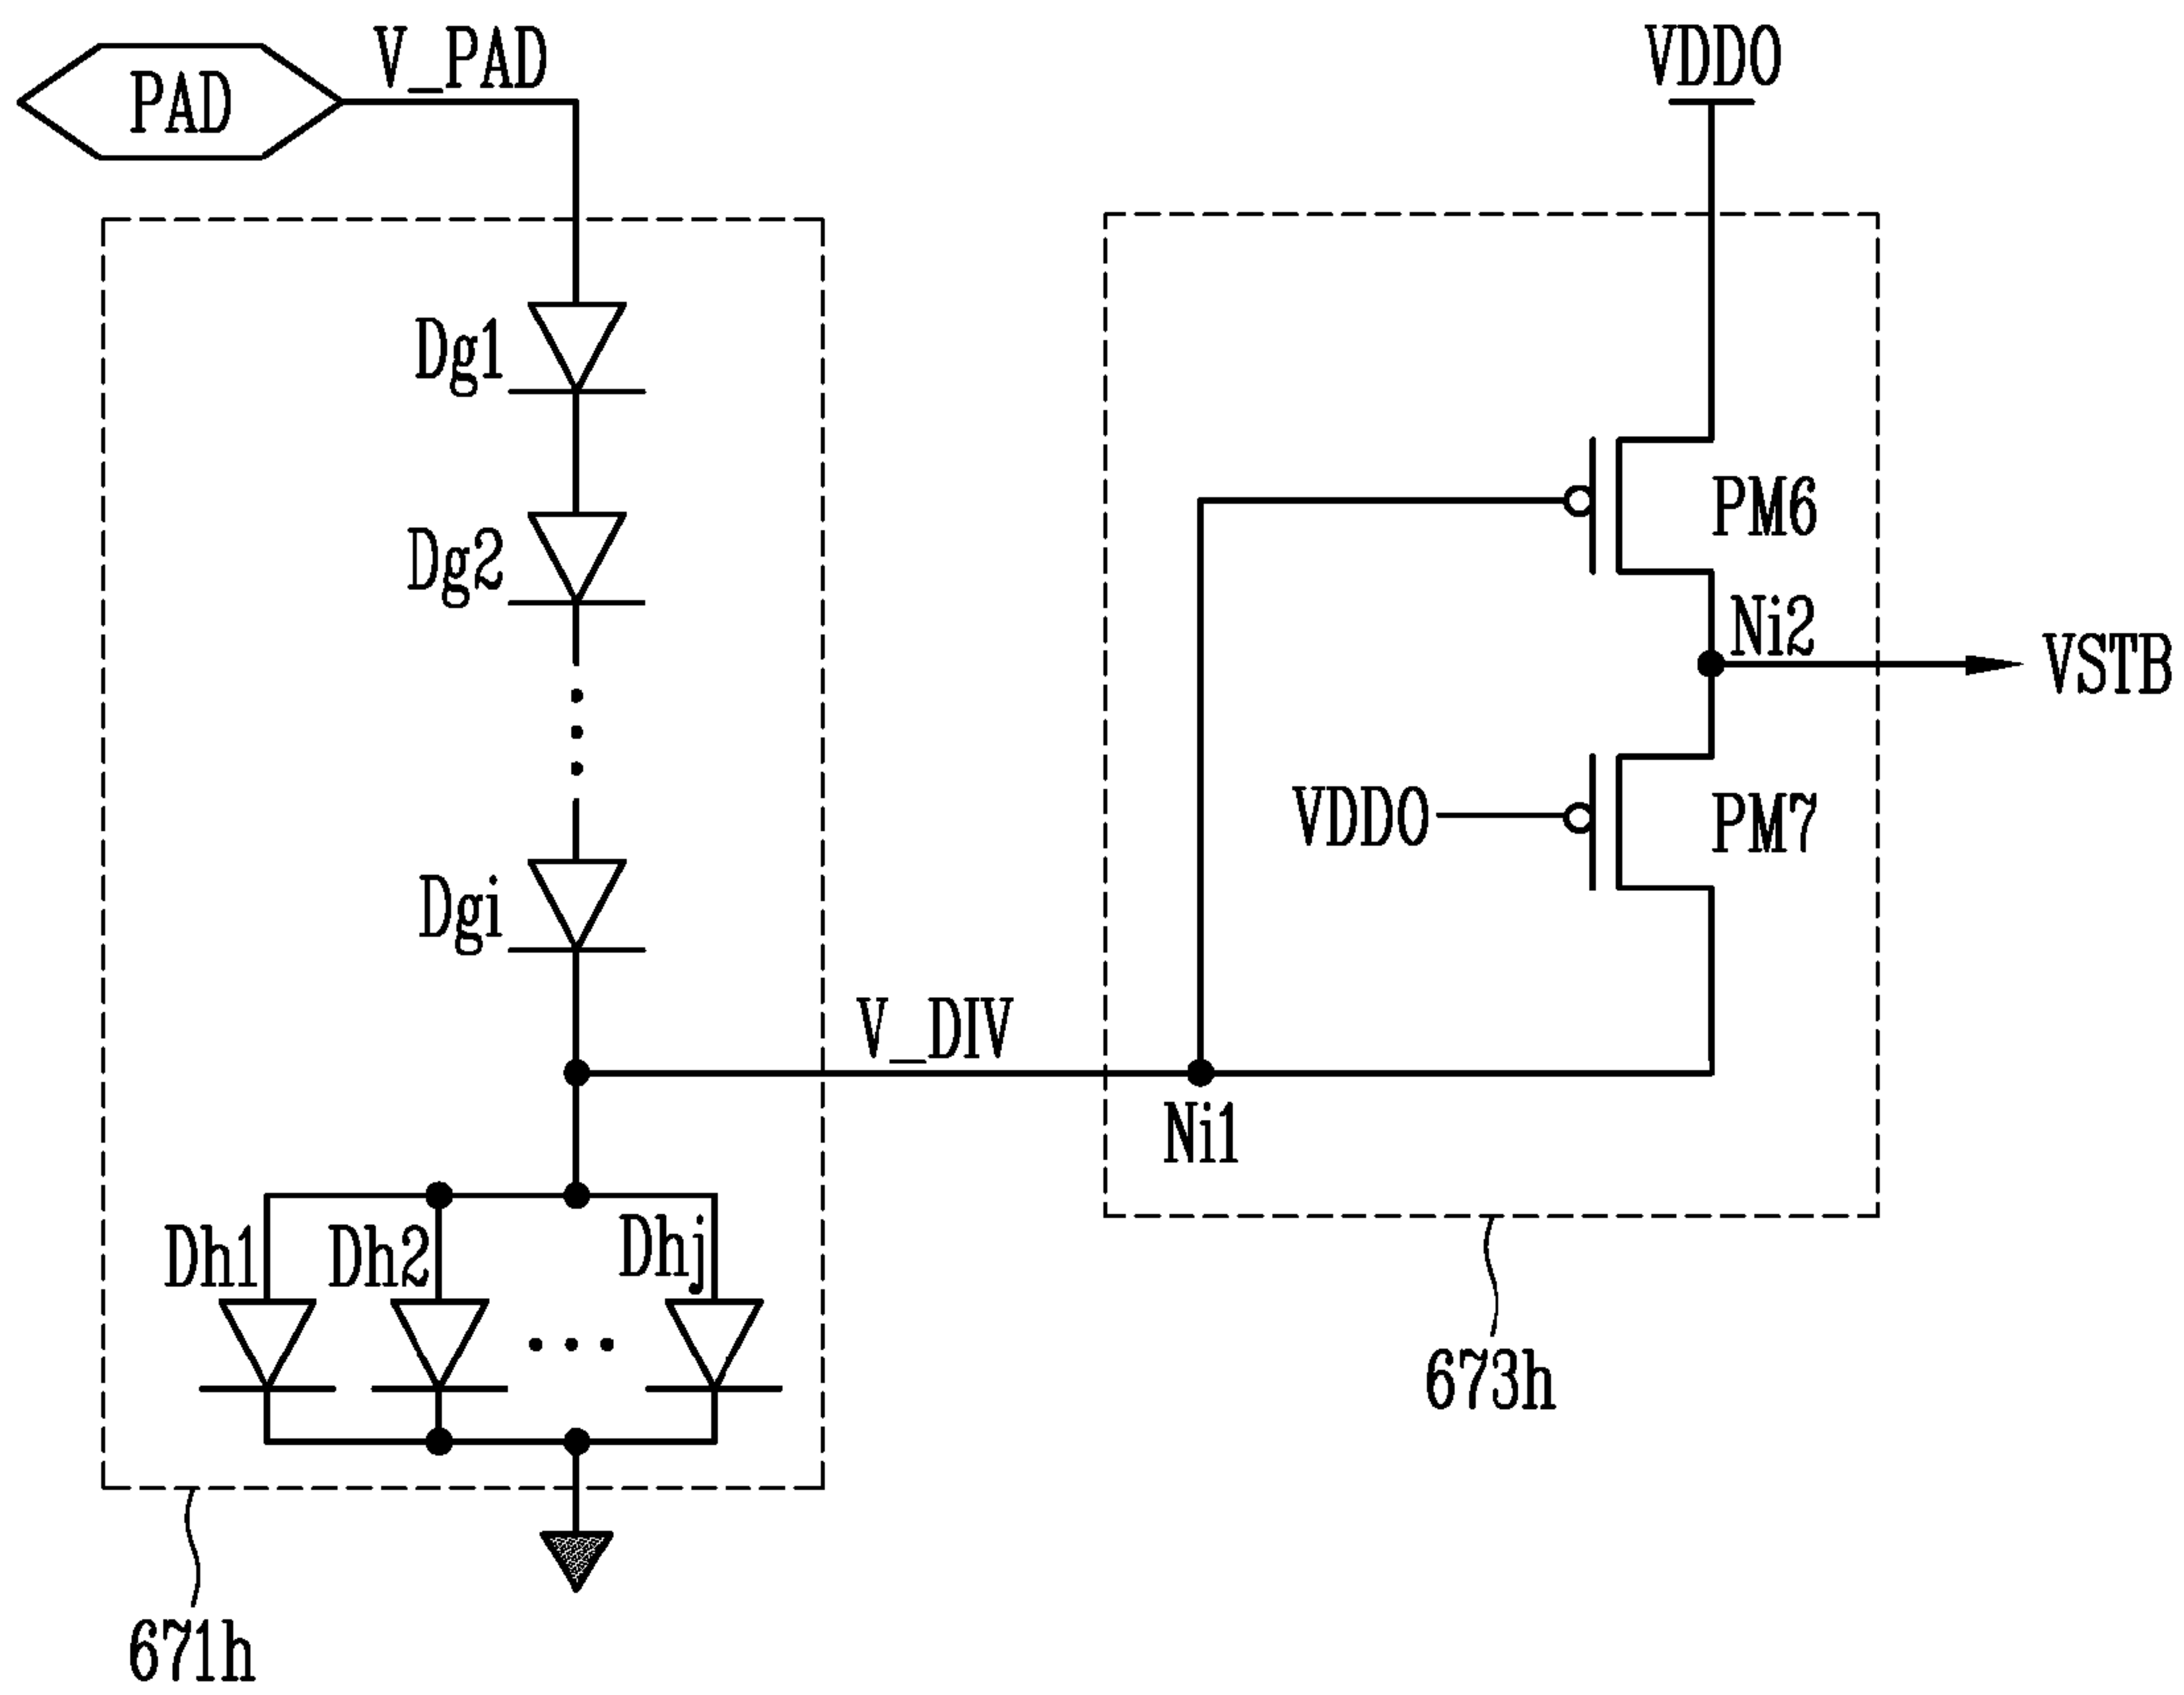 V_PAD
PAD
VDDO
Dg1
Dg2
PM6
Ni2
VSTB
VDDO
PM7
Dgi
V_DIV
Ni1
Dh1
Dh2
Dhj
673h
671h